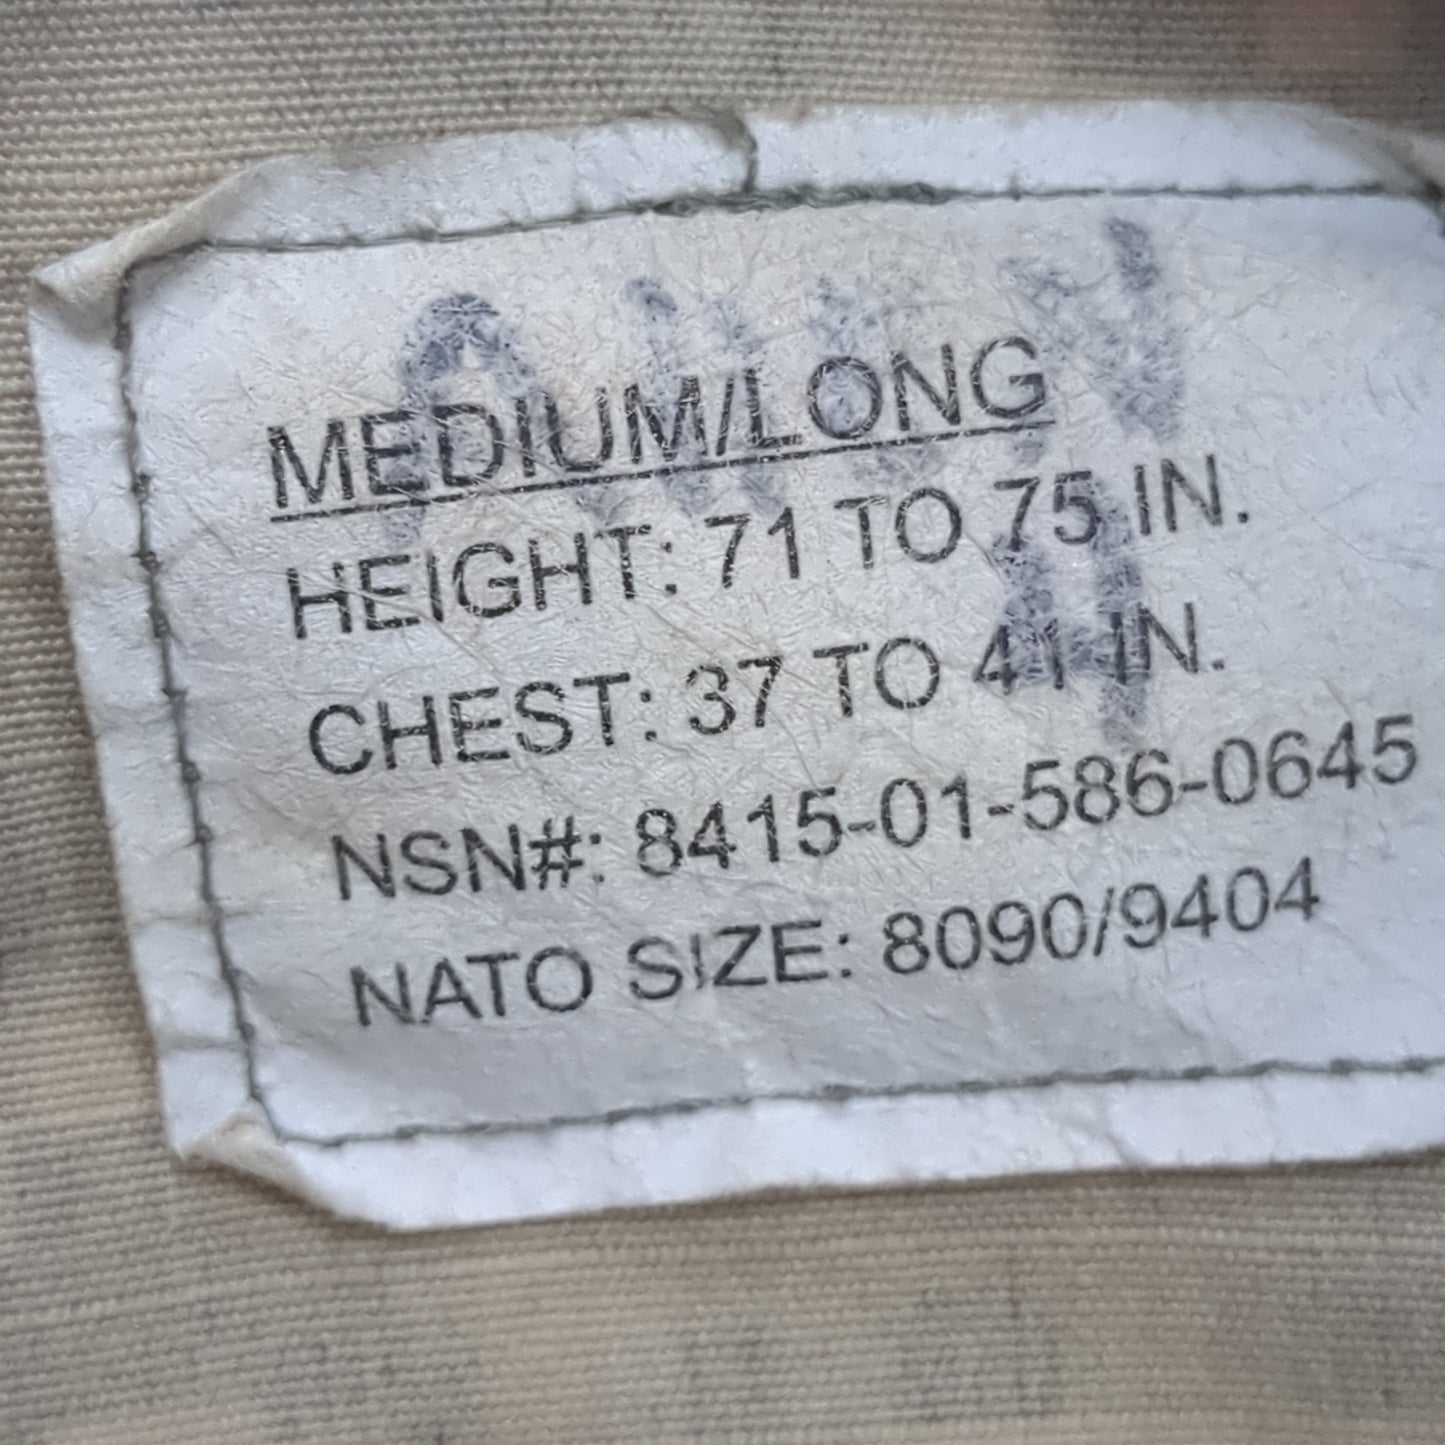 MEDIUM/LONG
HEIGHT: 71 TO 75 IN.
CHEST: 37 TO 41 IN.
NSN#: 8415-01-586-0645
NATO SIZE: 8090/9404